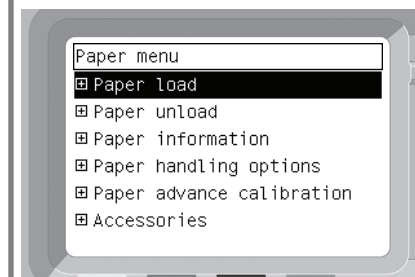 Paper menu
Paper load
Paper unload
Paper information
Paper handling options
Paper advance calibration
Accessories